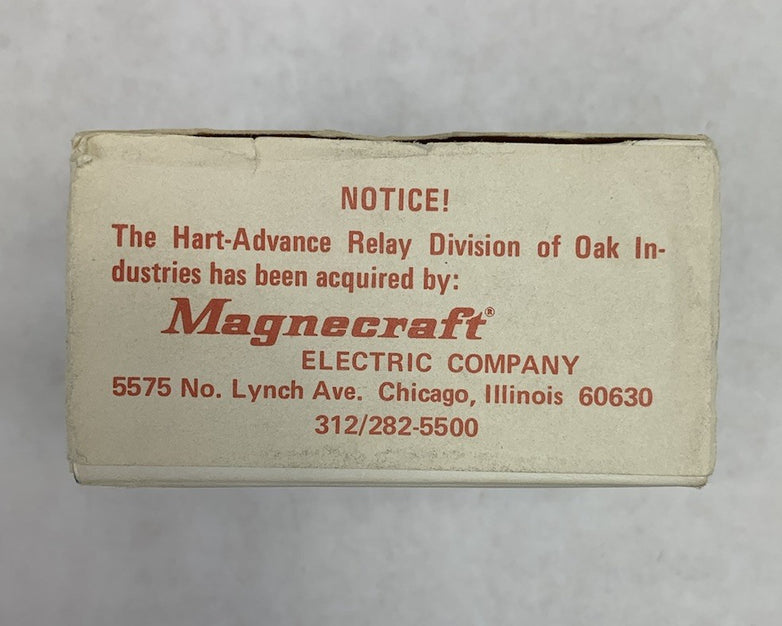 NOTICE!
The Hart-Advance Relay Division of Oak In-
dustries has been acquired by:
Magnecraft®
ELECTRIC COMPANY
5575 No. Lynch Ave. Chicago, Illinois 60630
312/282-5500